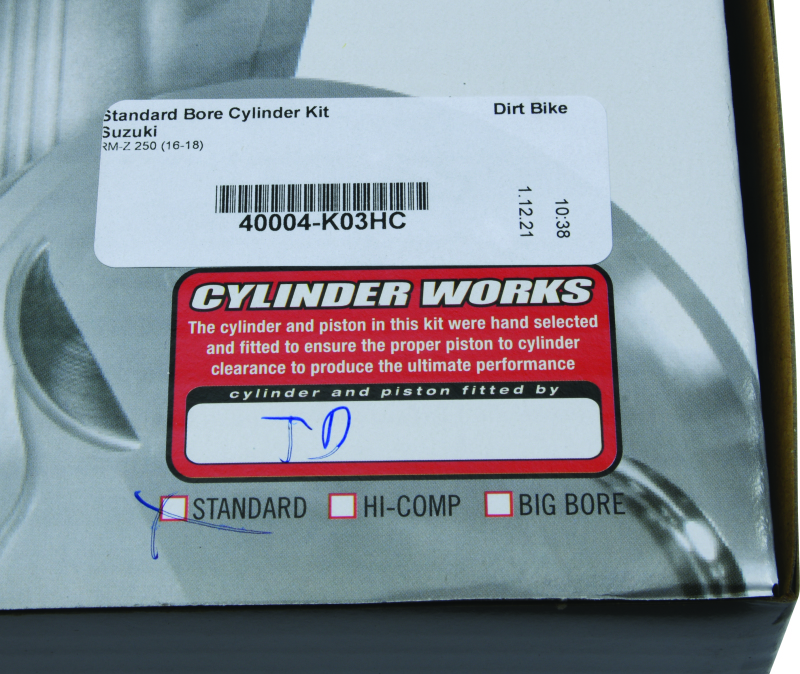 Standard Bore Cylinder Kit
Dirt Bike
Suzuki
RM-Z 250 (16-18)
40004-K03HC
1.12.21
10:38
CYLINDER WORKS
The cylinder and piston in this kit were hand selected
and fitted to ensure the proper piston to cylinder
clearance to produce the ultimate performance
cylinder and piston fitted by
JD
STANDARD HI-COMP BIG BORE